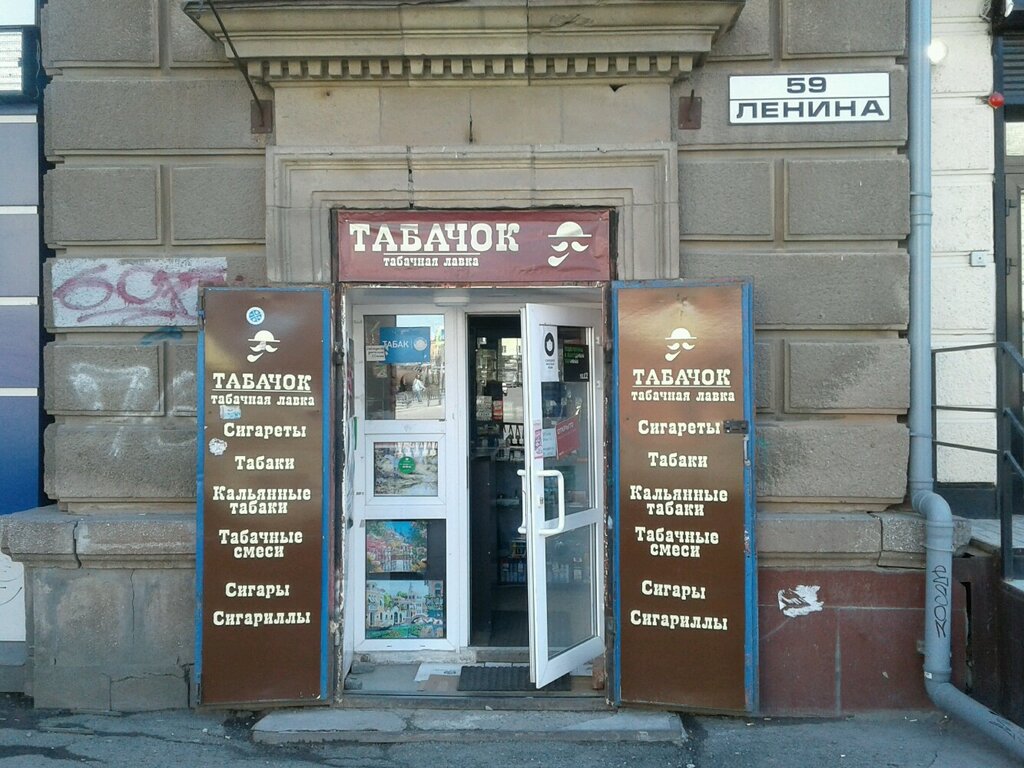 59
ЛЕНИНА
ТАБАЧОК
табачная лавка
ТАБАЧОК
табачная лавка
Сигареты
Табаки
Кальянные
табаки
Табачные
смеси
Сигары
Сигариллы
ТАБАК
ТАБАЧОК
табачная лавка
Сигареты
Табаки
Кальянные
табаки
Табачные
смеси
Сигары
Сигариллы